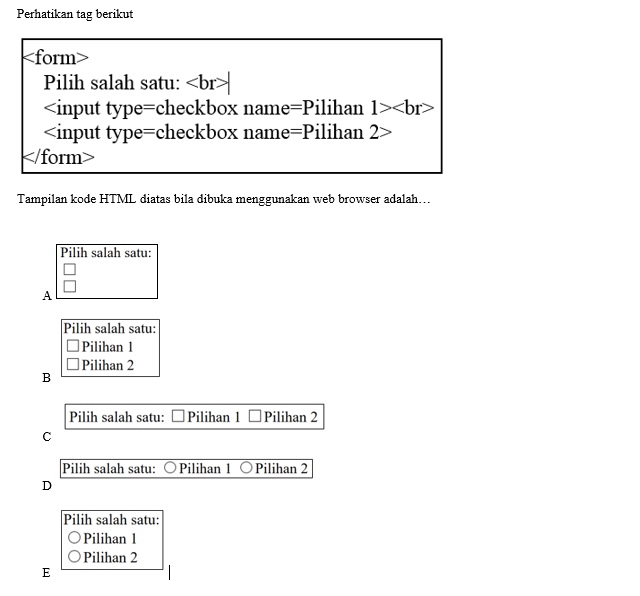 Perhatikan tag berikut
<form>
Pilih salah satu: <br>
<input type=checkbox name=Pilihan 1><br>
<input type=checkbox name=Pilihan 2>
</form>
Tampilan kode HTML diatas bila dibuka menggunakan web browser adalah…
Pilih salah satu:
A
Pilih salah satu:
Pilihan 1
Pilihan 2
B
Pilih salah satu: Pilihan 1 Pilihan 2
C
Pilih salah satu: Pilihan 1 Pilihan 2
D
Pilih salah satu:
Pilihan 1
Pilihan 2
E